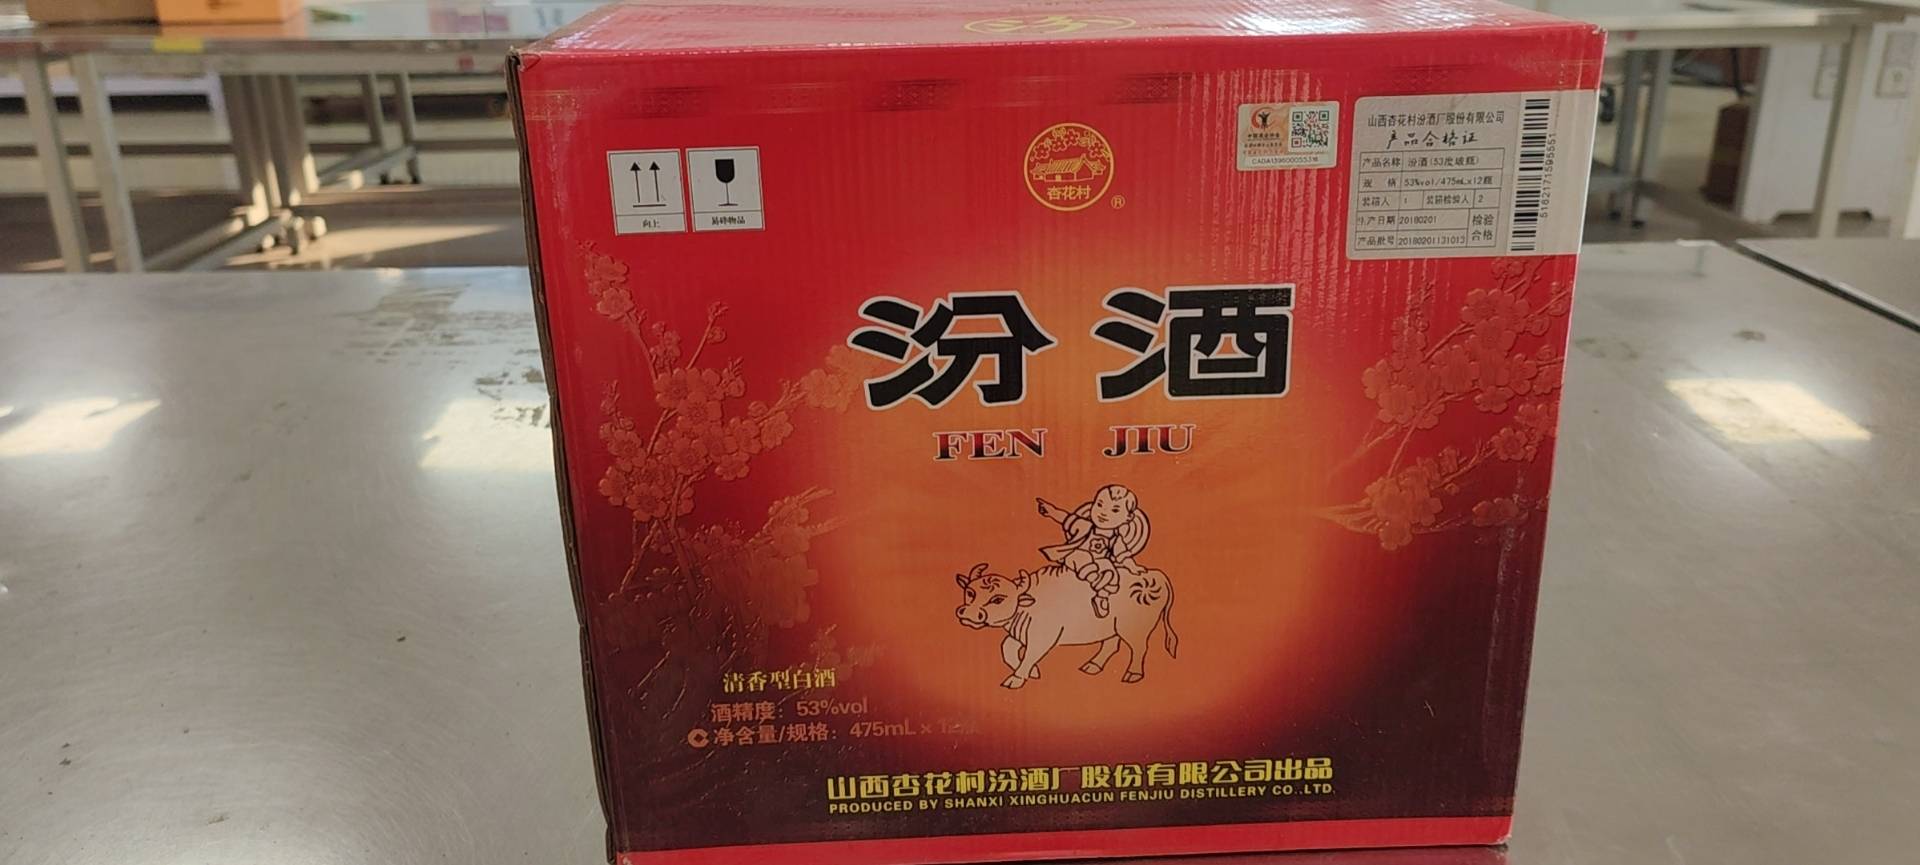 杏花村
®
CADA139600055316
山西杏花村汾酒厂股份有限公司
产品合格证
产品名称 汾酒(53度玻瓶)
规 格 53%vol/475mL×12瓶
装箱人 1 装箱检验人 2
生产日期 20180201 检验
产品批号 20180201131013 合格
5182171595551
向上
易碎物品
汾酒
FEN JIU
清香型白酒
酒精度：53%vol
净含量/规格：475mL×12瓶
山西杏花村汾酒厂股份有限公司出品
PRODUCED BY SHANXI XINGHUACUN FENJIU DISTILLERY CO.,LTD.